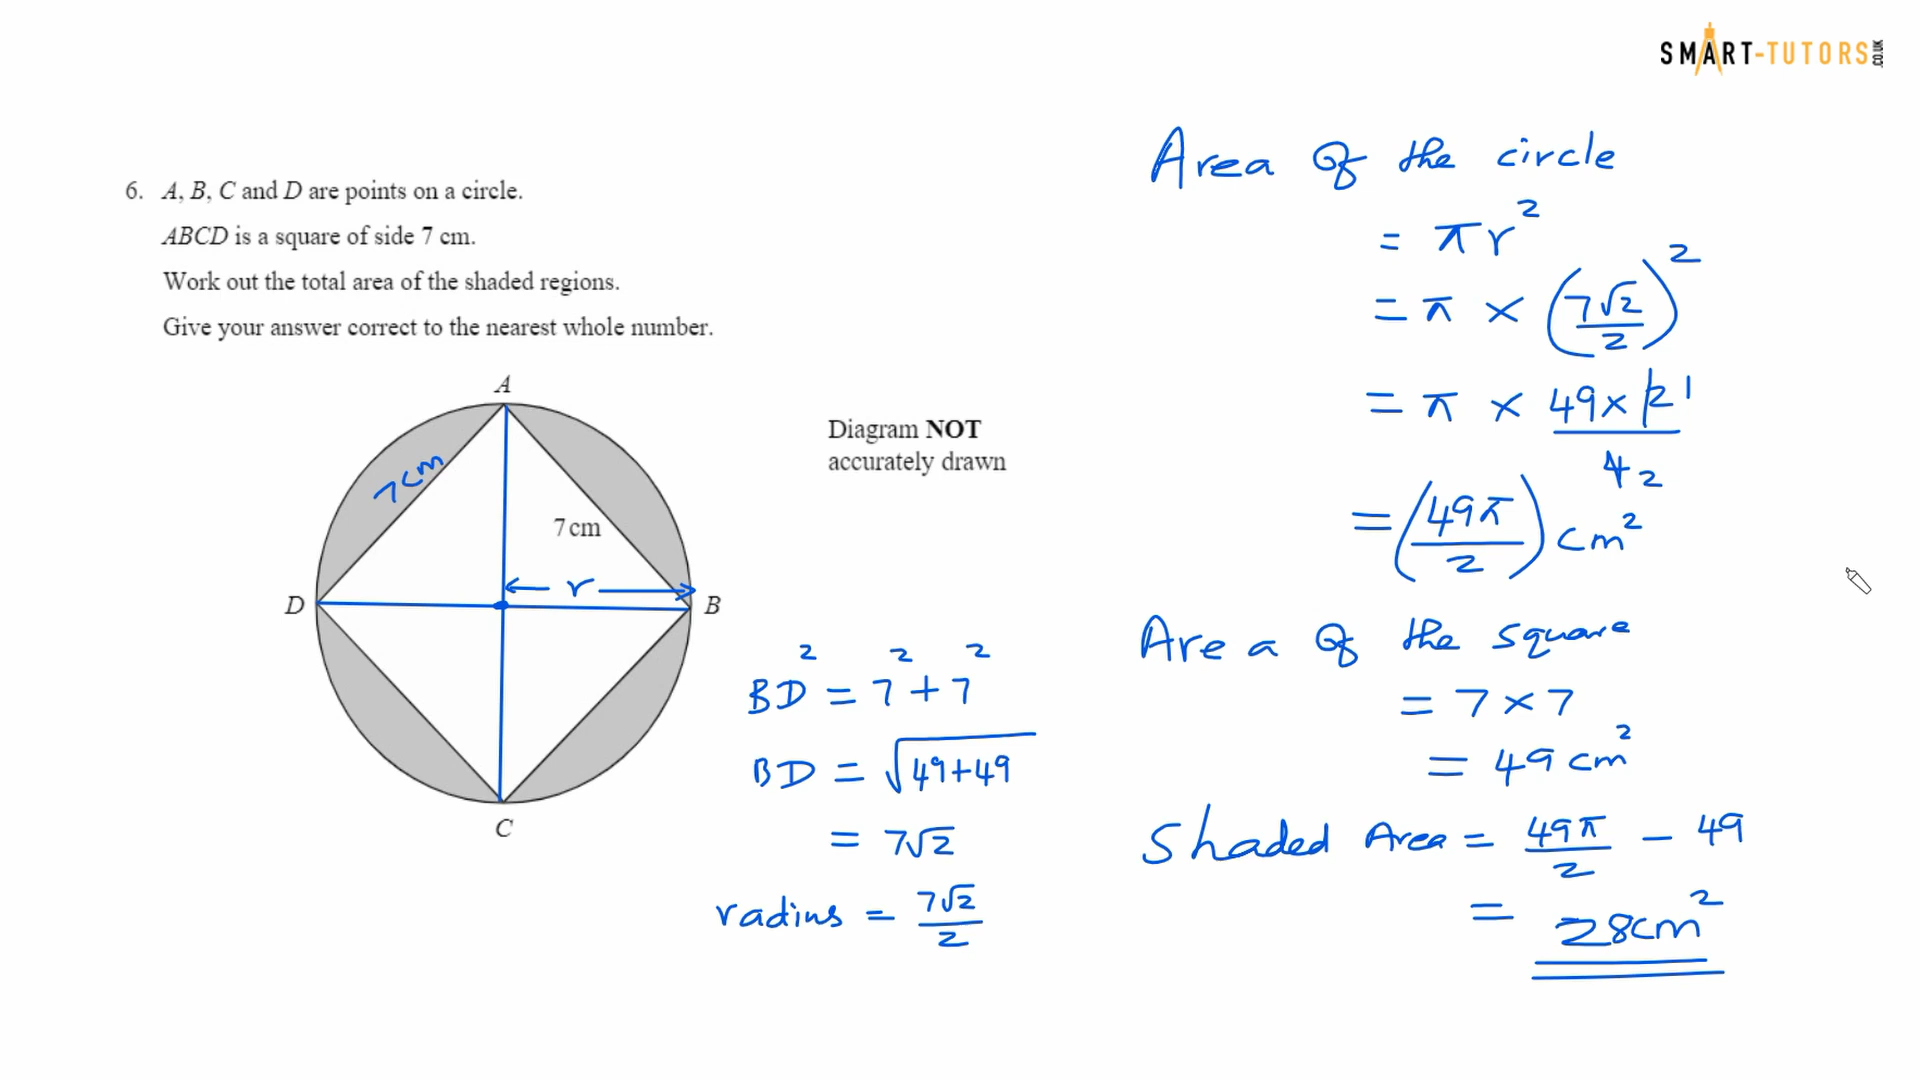 SMART-TUTORS.CO.UK
6. A, B, C and D are points on a circle.
ABCD is a square of side 7 cm.
Work out the total area of the shaded regions.
Give your answer correct to the nearest whole number.
A
7cm
7 cm
r
D
B
C
Diagram NOT
accurately drawn
BD² = 7² + 7²
BD = √(49+49)
= 7√2
radius = 7√2/2
Area Of the circle
= πr²
= π × (7√2/2)²
= π × 49×2 1/4 2
= (49π/2) cm²
Area Of the square
= 7 × 7
= 49 cm²
Shaded Area = 49π/2 − 49
= 28cm²